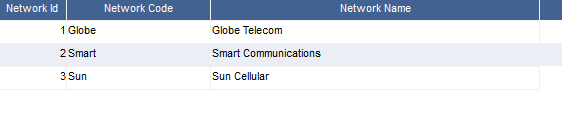 Network Id Network Code Network Name
1 Globe Globe Telecom
2 Smart Smart Communications
3 Sun Sun Cellular